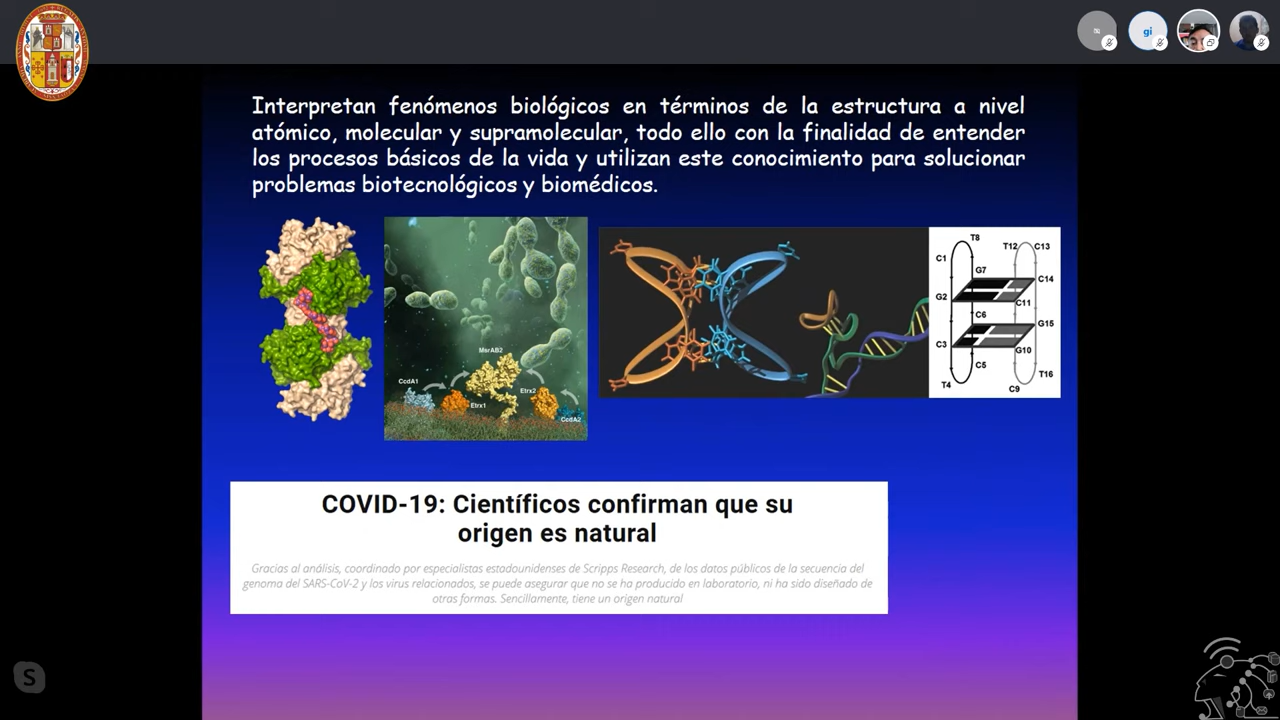 gi
Interpretan fenómenos biológicos en términos de la estructura a nivel
atómico, molecular y supramolecular, todo ello con la finalidad de entender
los procesos básicos de la vida y utilizan este conocimiento para solucionar
problemas biotecnológicos y biomédicos.
MsrAB2
CcdA1
Etrx1
Etrx2
CcdA2
T8
T12
C13
C1
G7
C14
G2
C11
C6
G15
C3
G10
C5
T16
T4
C9
COVID-19: Científicos confirman que su
origen es natural
Gracias al análisis, coordinado por especialistas estadounidenses de Scripps Research, de los datos públicos de la secuencia del
genoma del SARS-CoV-2 y los virus relacionados, se puede asegurar que no se ha producido en laboratorio, ni ha sido diseñado de
otras formas. Sencillamente, tiene un origen natural
S